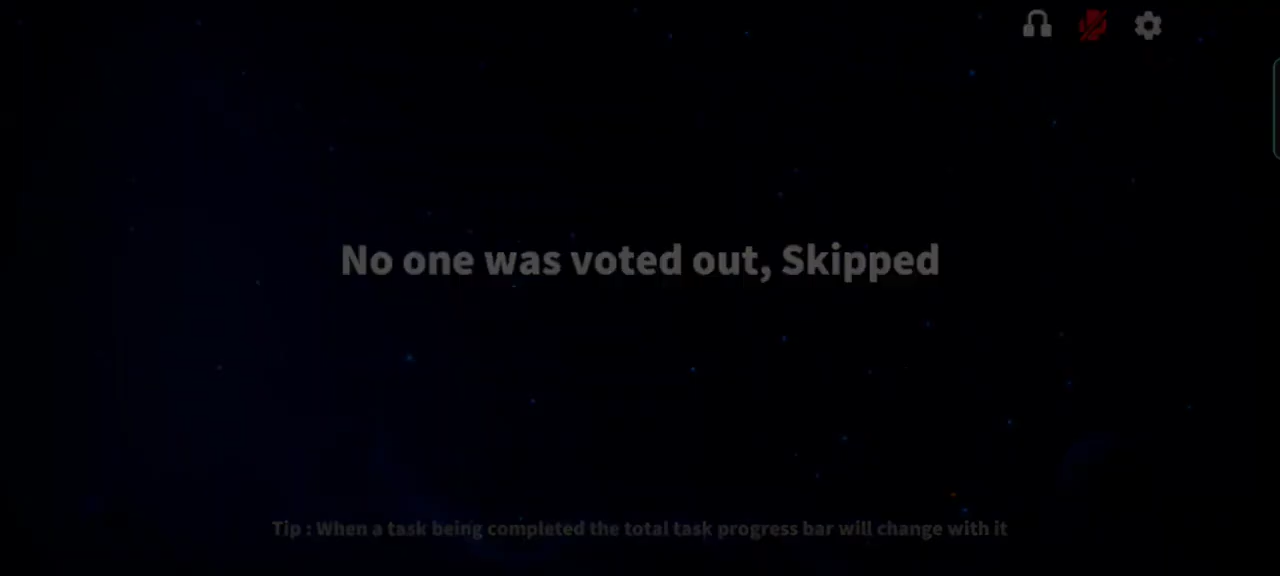 No one was voted out, Skipped
Tip : When a task being completed the total task progress bar will change with it